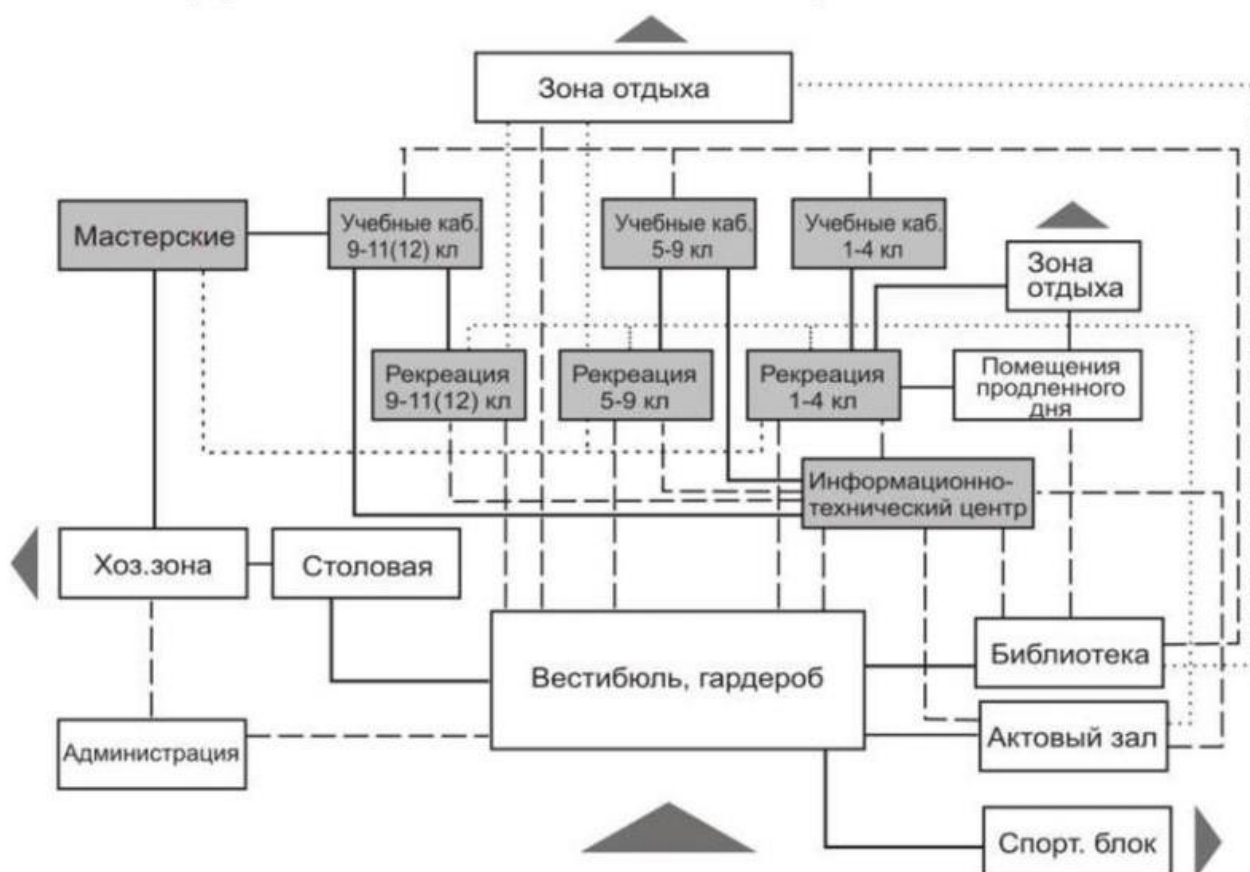 Зона отдыха
Мастерские
Учебные каб.
9-11(12) кл
Учебные каб.
5-9 кл
Учебные каб.
1-4 кл
Зона
отдыха
Рекреация
9-11(12) кл
Рекреация
5-9 кл
Рекреация
1-4 кл
Помещения
продленного
дня
Информационно-
технический центр
Хоз.зона
Столовая
Вестибюль, гардероб
Библиотека
Администрация
Актовый зал
Спорт. блок